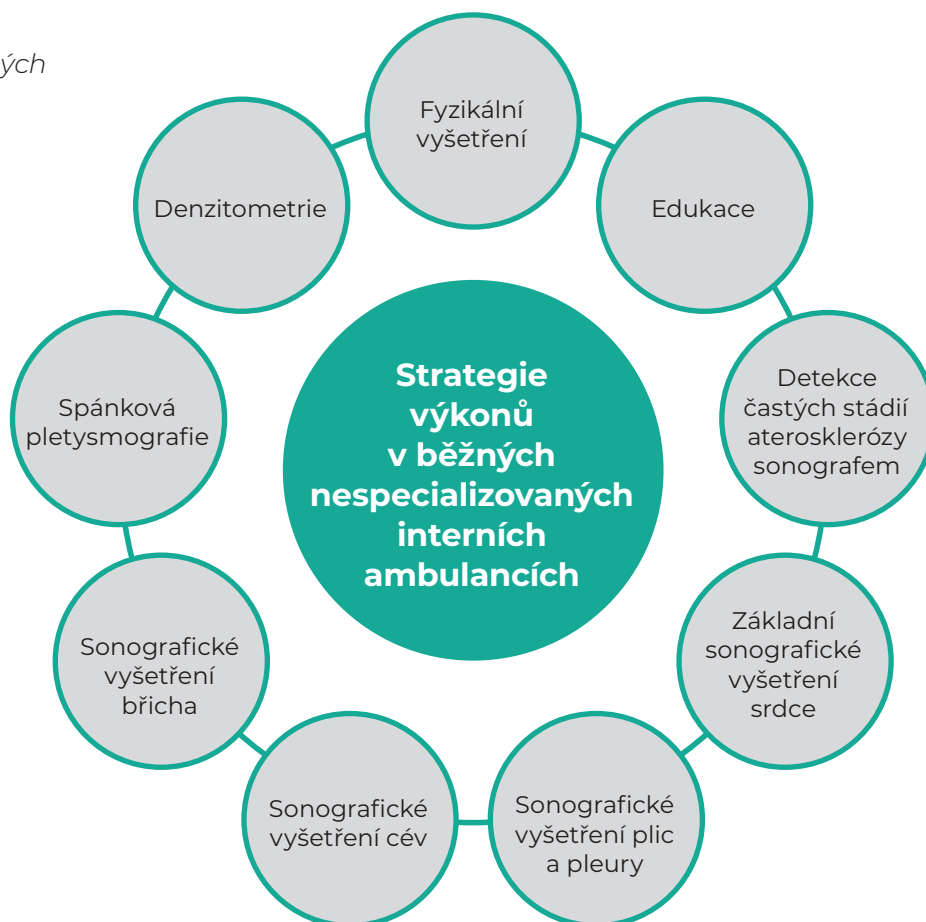 ých
Fyzikální
vyšetření
Edukace
Detekce
častých stádií
aterosklerózy
sonografem
Základní
sonografické
vyšetření
srdce
Sonografické
vyšetření plic
a pleury
Sonografické
vyšetření cév
Sonografické
vyšetření
břicha
Spánková
pletysmografie
Denzitometrie
Strategie
výkonů
v běžných
nespecializovaných
interních
ambulancích